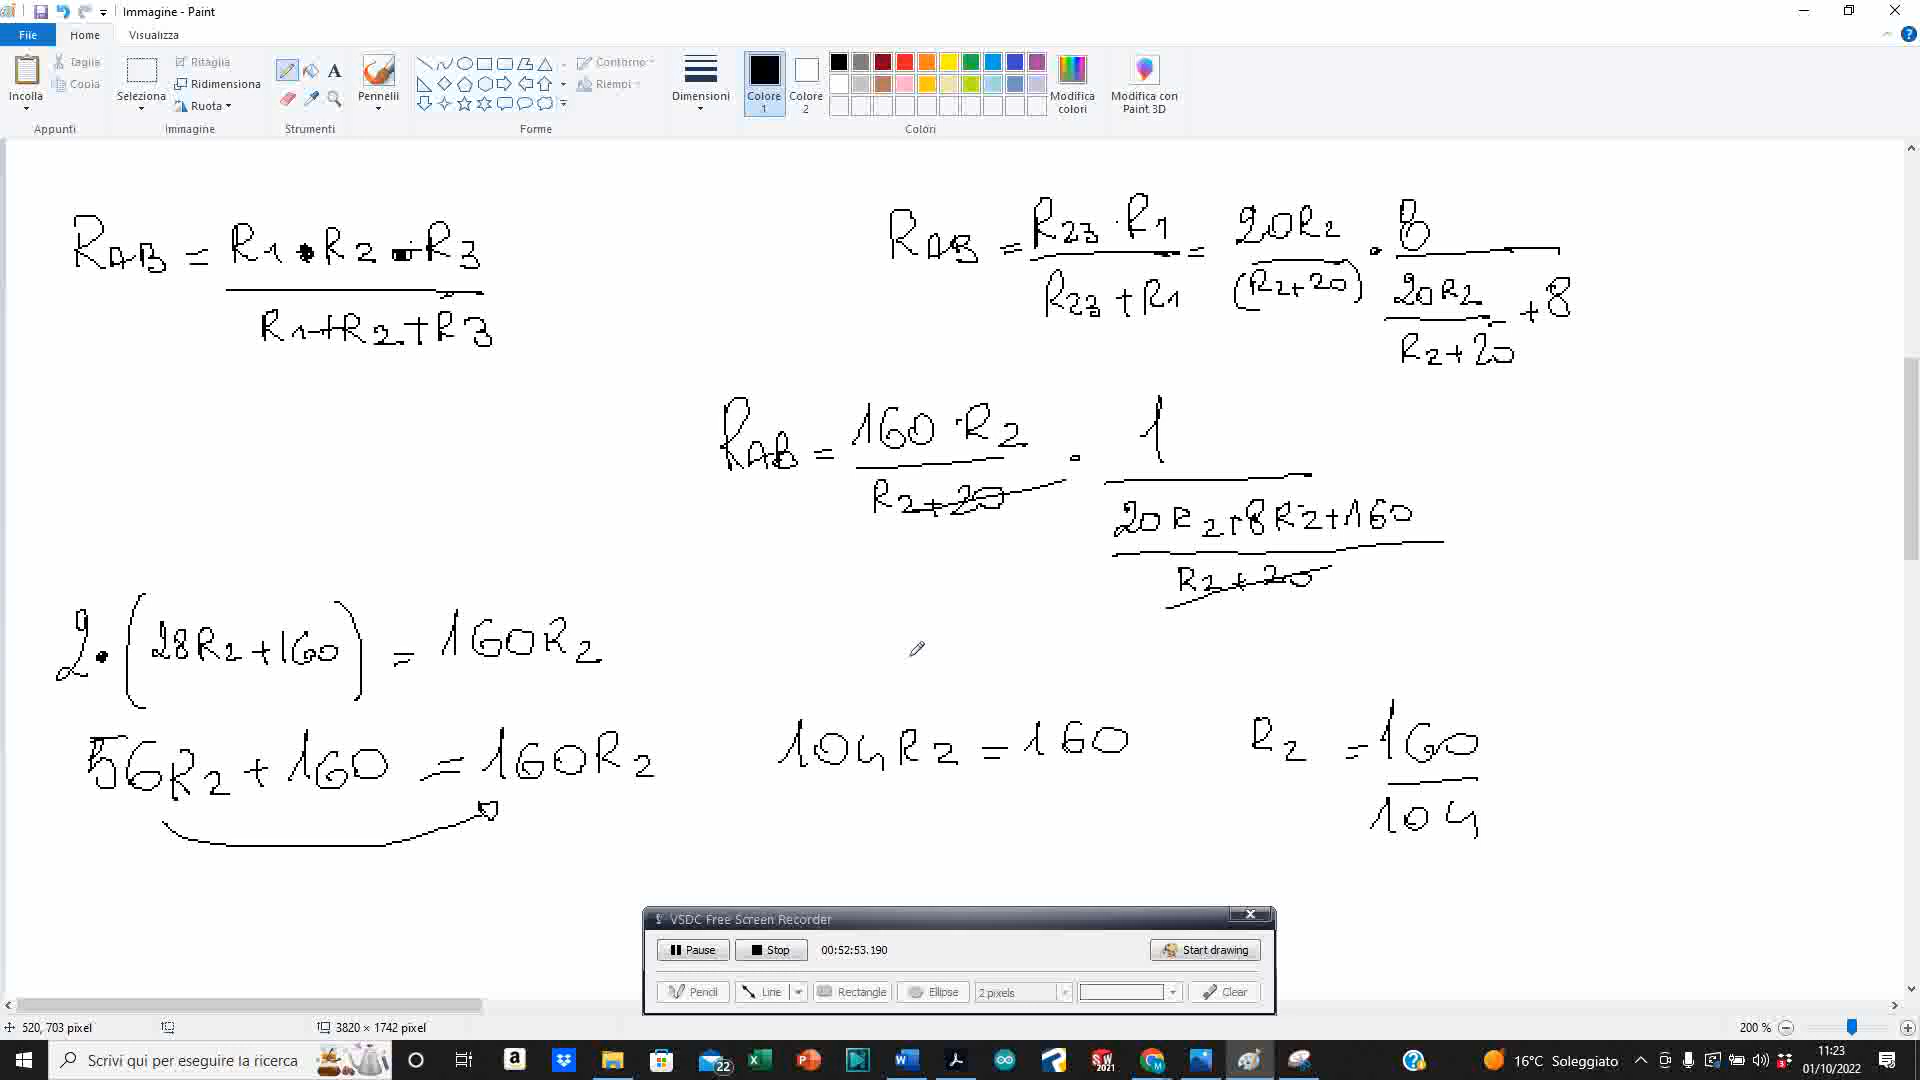 Immagine - Paint
File Home Visualizza
Incolla
Taglia
Copia
Appunti
Seleziona
Ritaglia
Ridimensiona
Ruota
Immagine
A
Strumenti
Pennelli
Contorno
Riempi
Forme
Dimensioni
Colore 1
Colore 2
Modifica colori
Modifica con Paint 3D
Colori
RAB = R1 · R2 · R3
R1+R2+R3
RAB = R23 · R1 = 20R2 · 8
R23 + R1 (R2+20) 20R2 + 8
R2+20
RAB = 160 · R2 · 1
R2+20 20R2+8R2+160
R2+20
2·(28R2+160) = 160R2
56R2+160 = 160R2 104R2=160 R2 = 160
104
VSDC Free Screen Recorder
Pause Stop 00:52:53.190 Start drawing
Pencil Line Rectangle Ellipse 2 pixels Clear
520, 703 pixel 3820 × 1742 pixel 200 %
Scrivi qui per eseguire la ricerca 22 16°C Soleggiato 11:23
01/10/2022